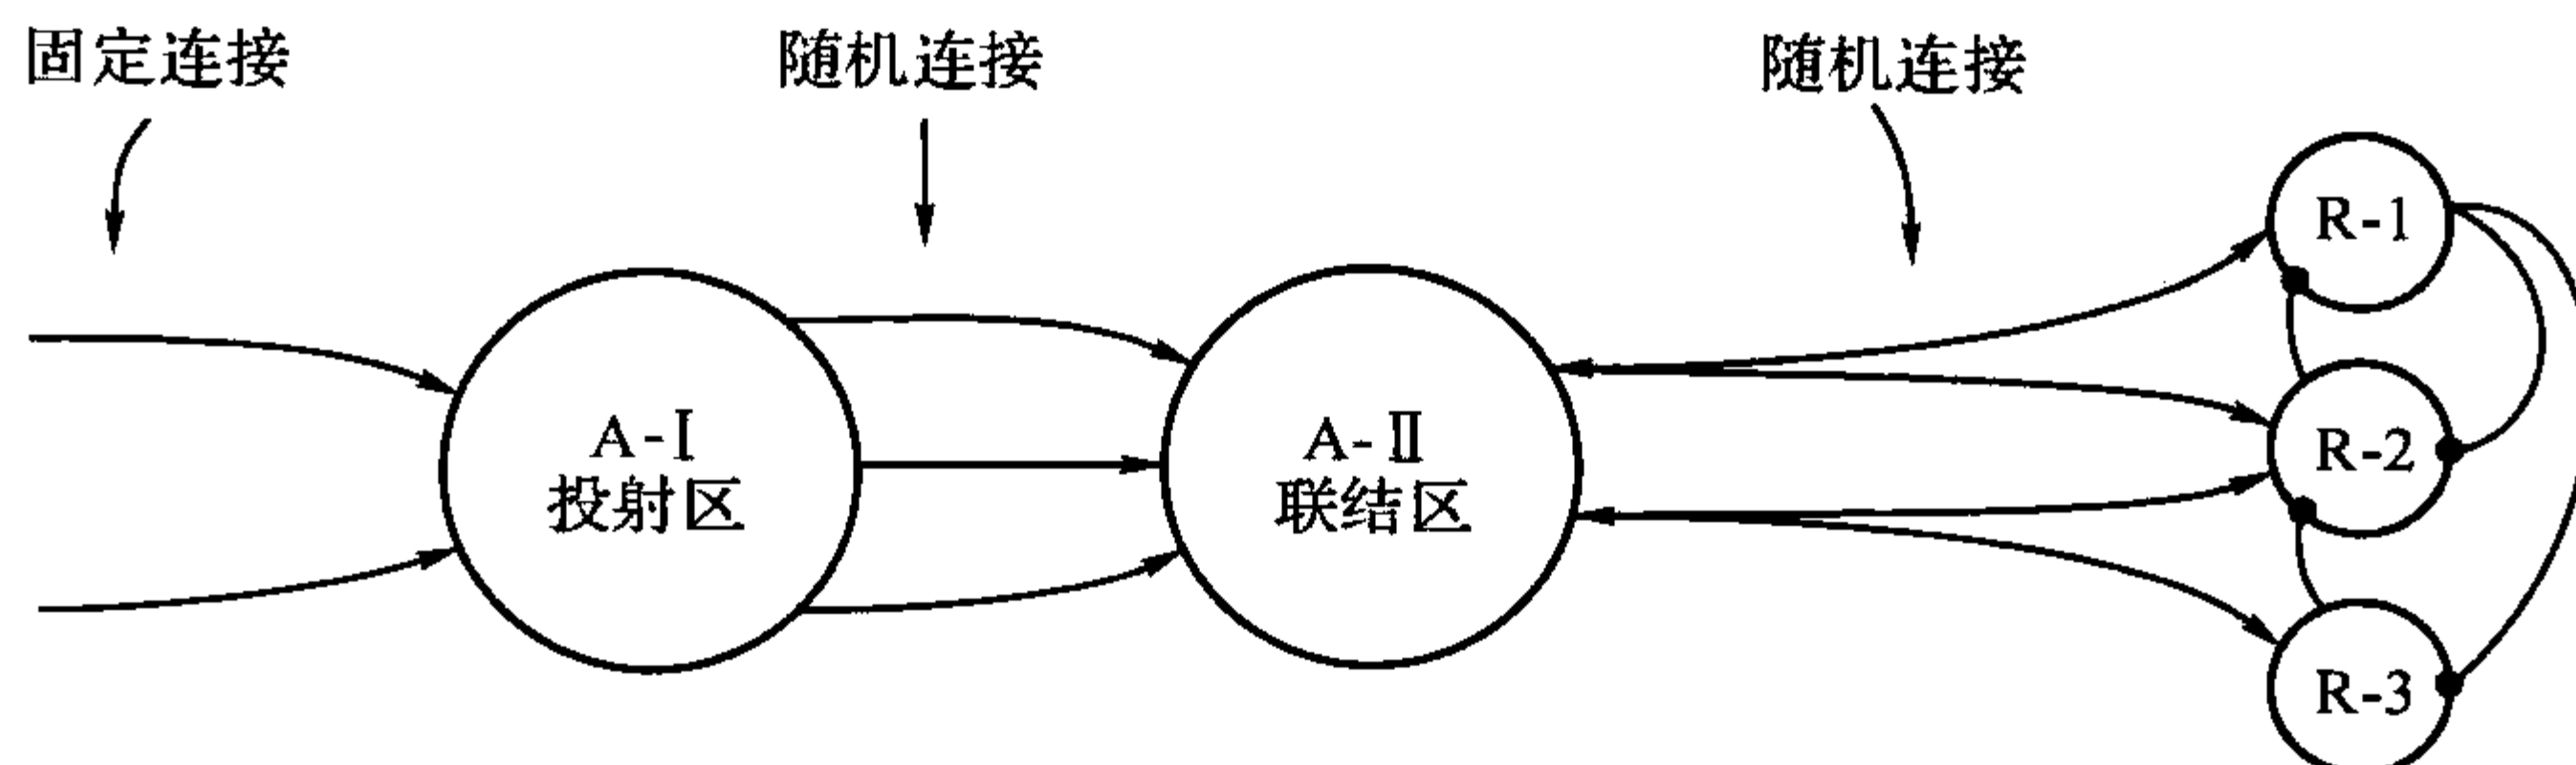 固定连接
随机连接
随机连接
A-Ⅰ
投射区
A-Ⅱ
联结区
R-1
R-2
R-3